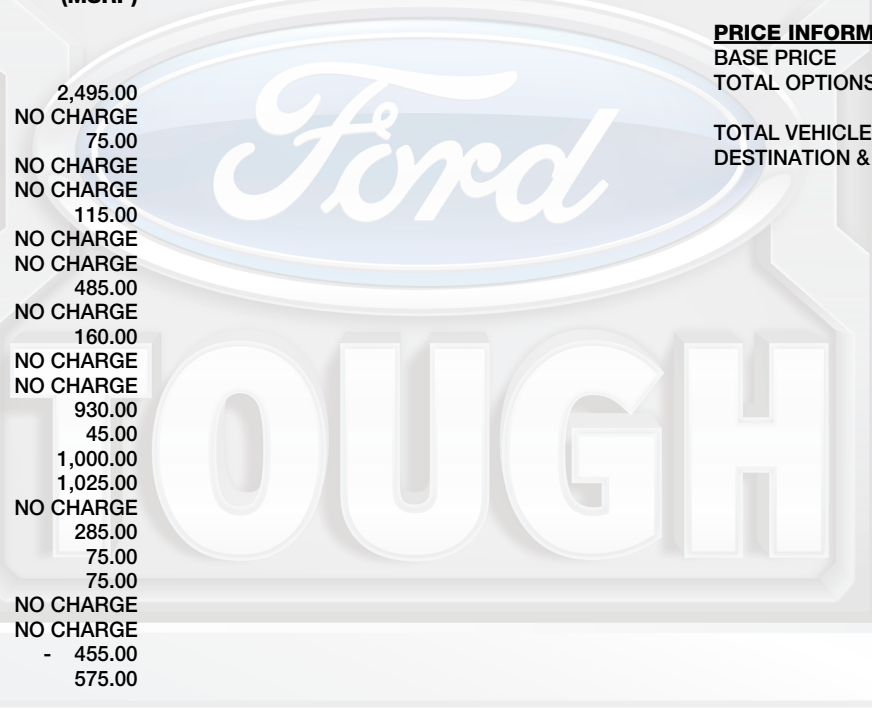 (MSRP)
2,495.00
NO CHARGE
75.00
NO CHARGE
NO CHARGE
115.00
NO CHARGE
NO CHARGE
485.00
NO CHARGE
160.00
NO CHARGE
NO CHARGE
930.00
45.00
1,000.00
1,025.00
NO CHARGE
285.00
75.00
75.00
NO CHARGE
NO CHARGE
- 455.00
575.00
PRICE INFORM
BASE PRICE
TOTAL OPTIONS
TOTAL VEHICLE
DESTINATION &
Ford
TOUGH